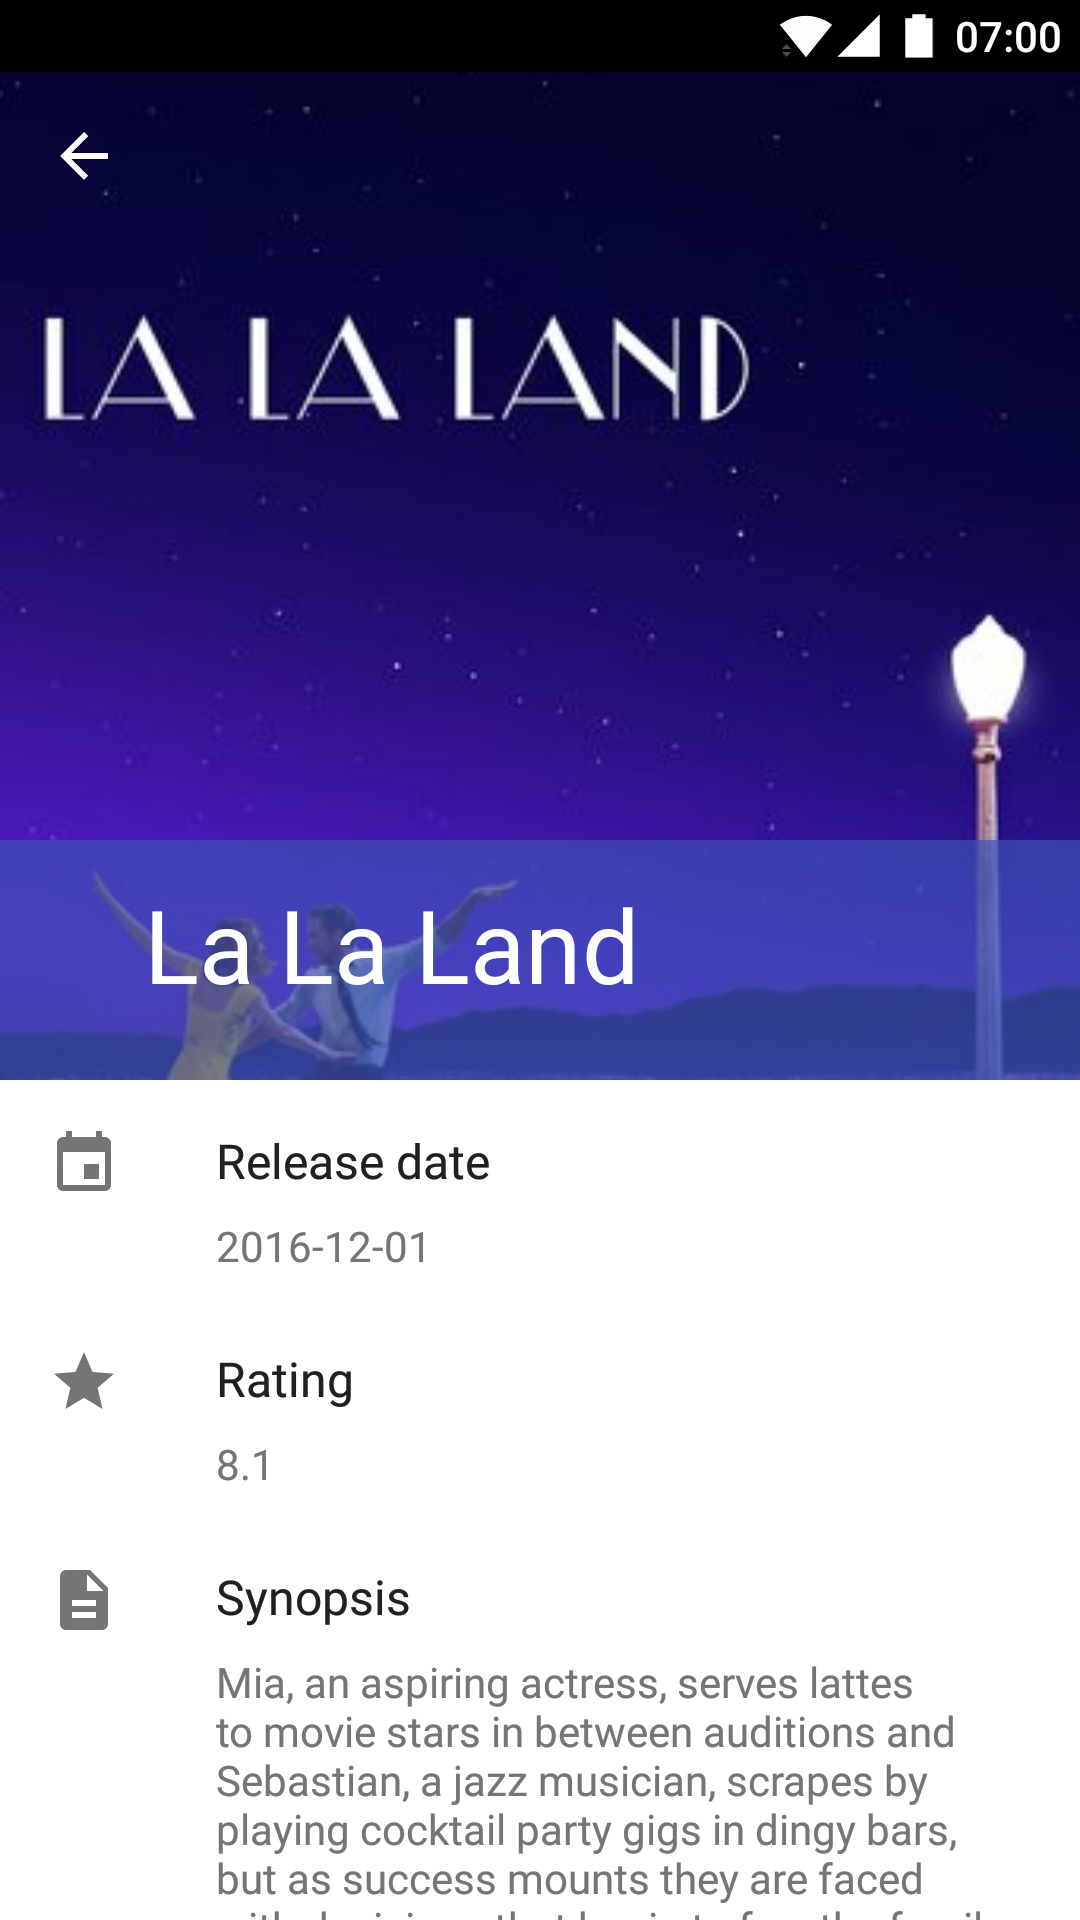 07:00
LA LA LAND
La La Land
Release date
2016-12-01
Rating
8.1
Synopsis
Mia, an aspiring actress, serves lattes
to movie stars in between auditions and
Sebastian, a jazz musician, scrapes by
playing cocktail party gigs in dingy bars,
but as success mounts they are faced